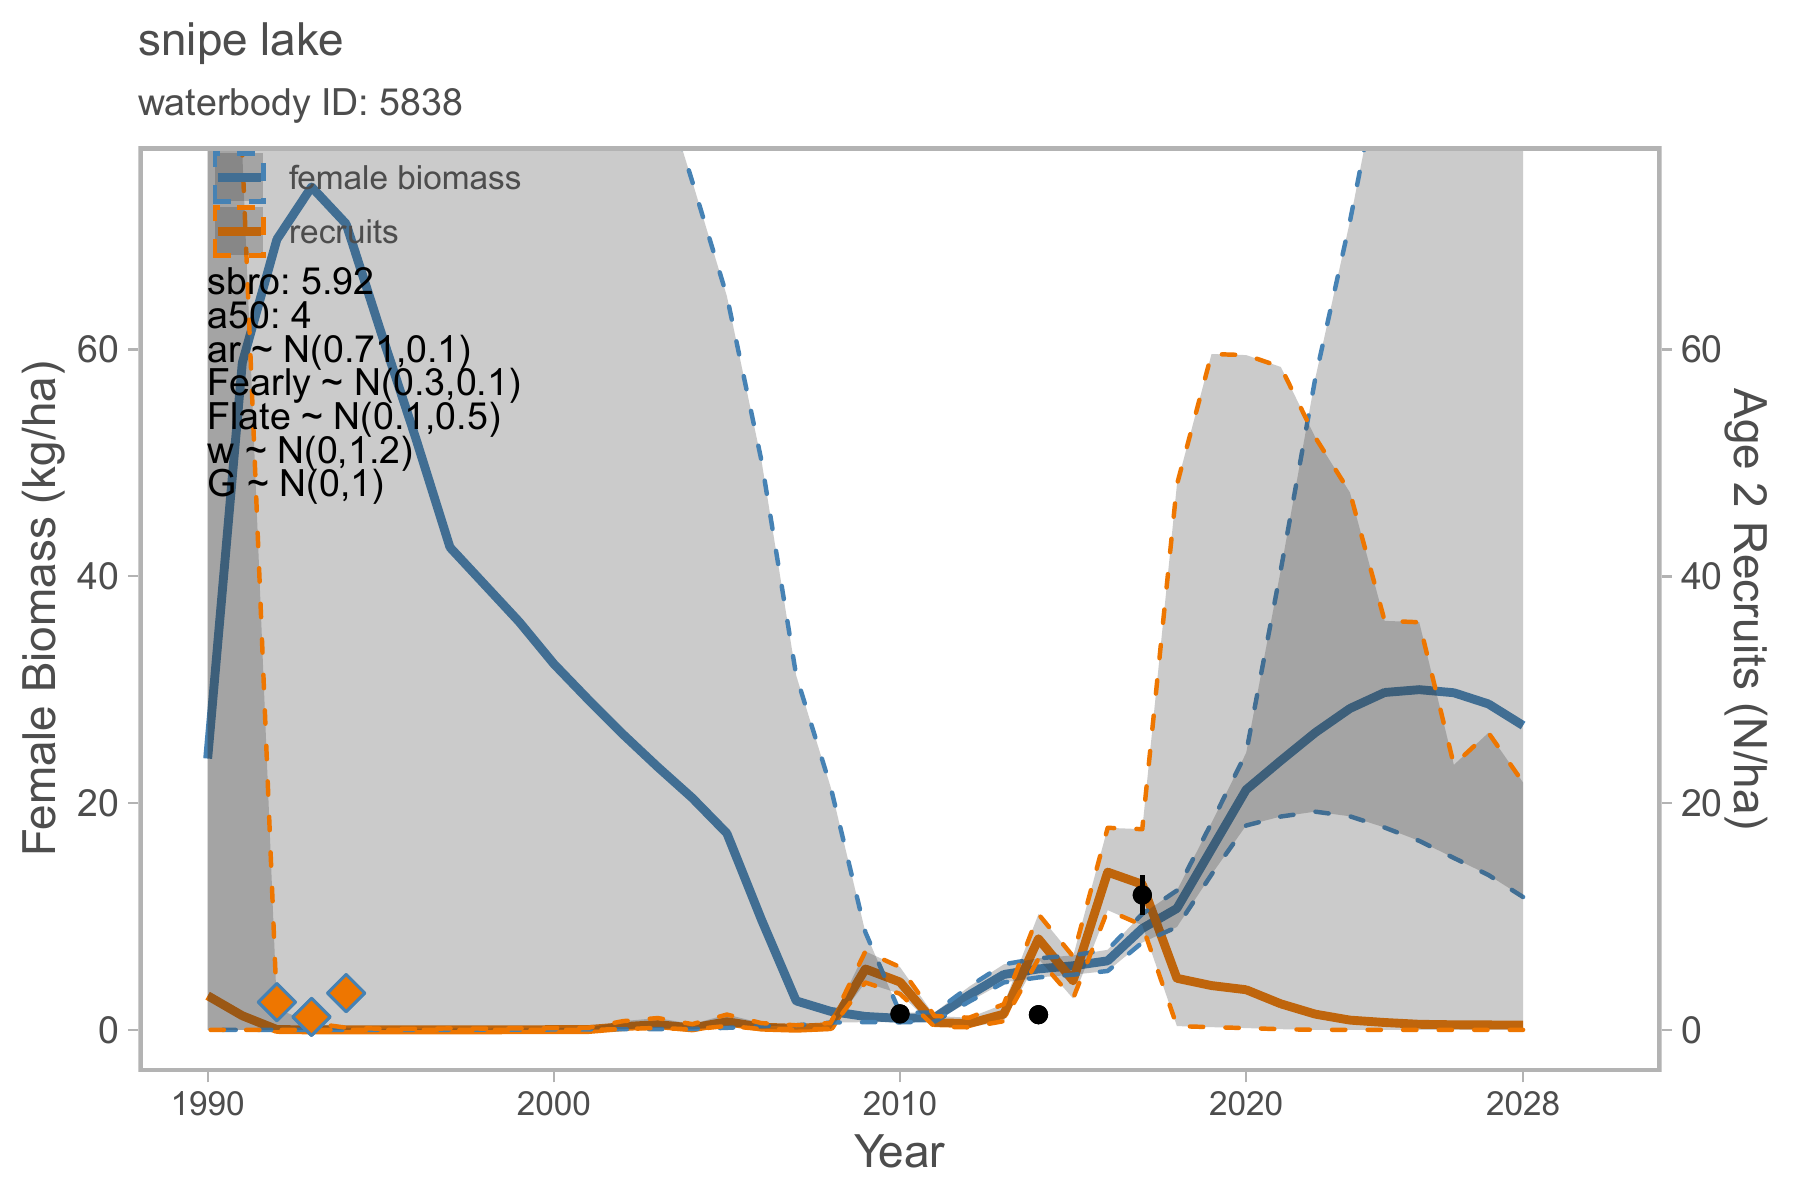 snipe lake
waterbody ID: 5838
female biomass
recruits
sbro: 5.92
a50: 4
ar ~ N(0.71,0.1)
Fearly ~ N(0.3,0.1)
Flate ~ N(0.1,0.5)
w ~ N(0,1.2)
G ~ N(0,1)
Female Biomass (kg/ha)
60
40
20
0
60
40
20
0
Age 2 Recruits (N/ha)
1990
2000
2010
2020
2028
Year